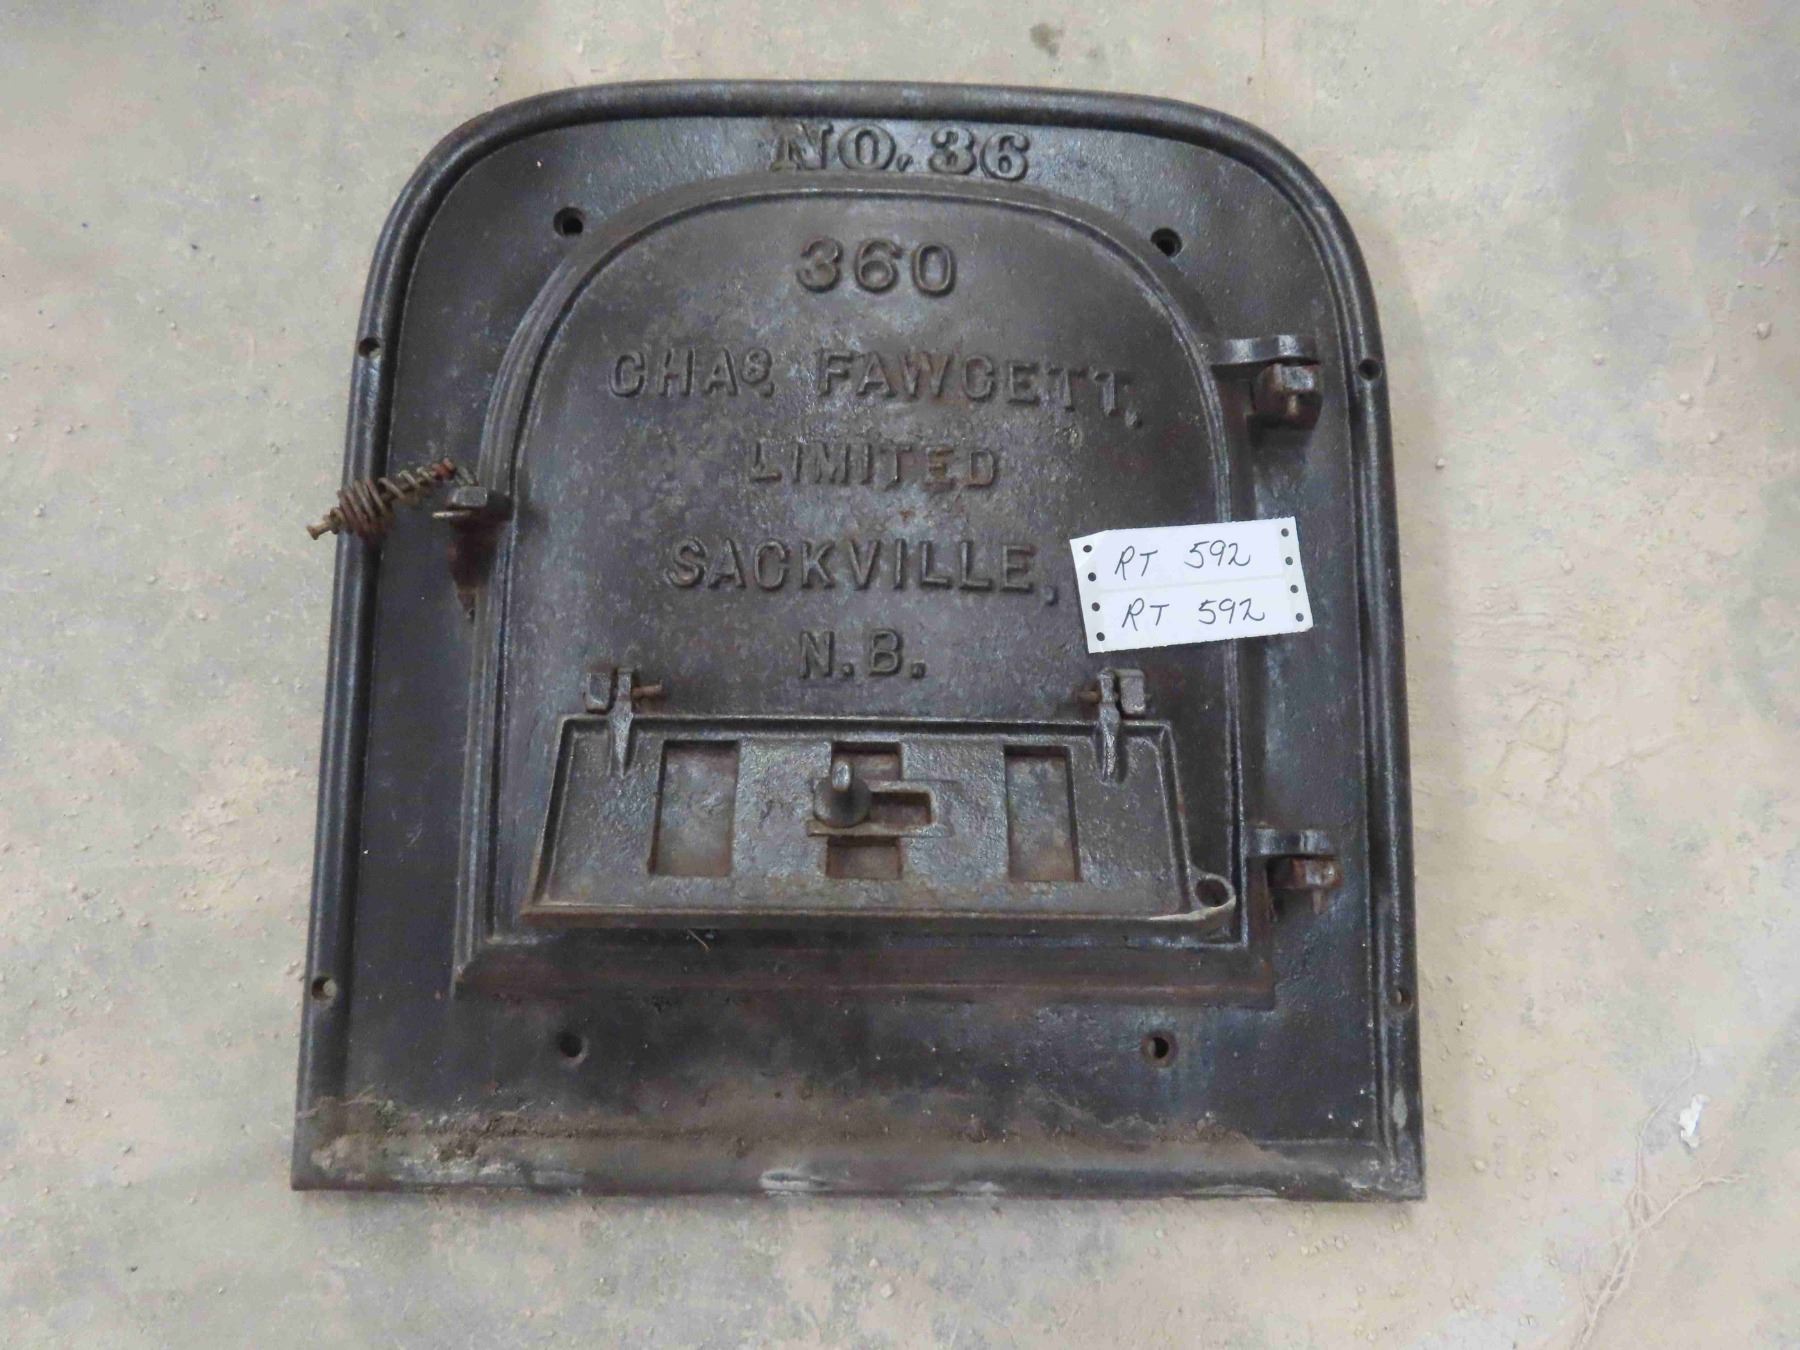 NO. 36
360
CHAS. FAWCETT,
LIMITED
SACKVILLE,
N.B.
RT 592
RT 592